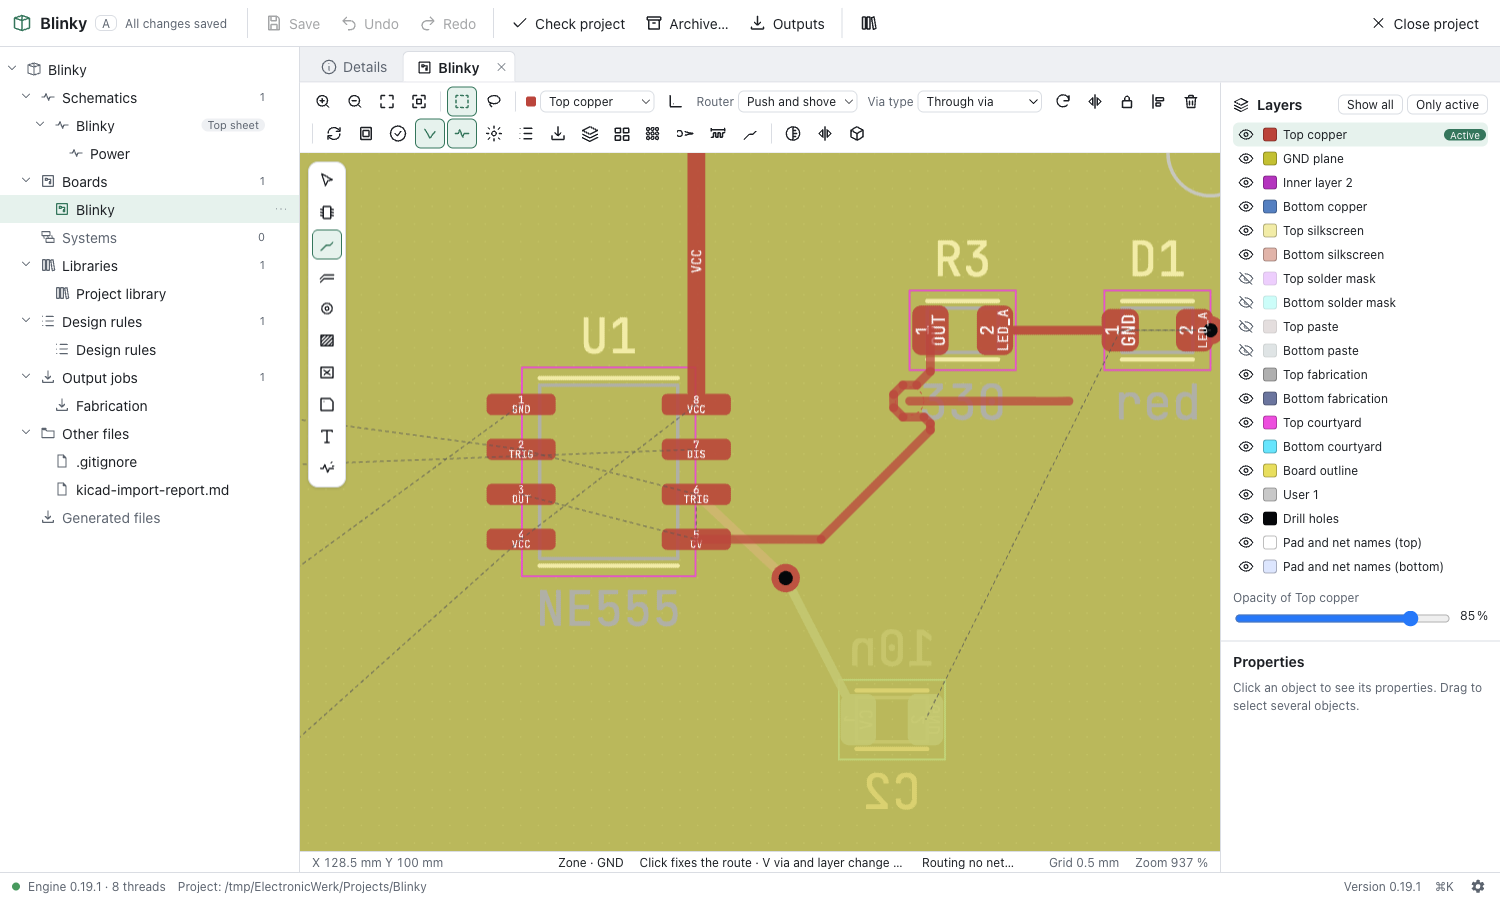 Blinky A All changes saved Save Undo Redo Check project Archive... Outputs Close project
Blinky
Schematics 1
Blinky Top sheet
Power
Boards 1
Blinky ...
Systems 0
Libraries 1
Project library
Design rules 1
Design rules
Output jobs 1
Fabrication
Other files
.gitignore
kicad-import-report.md
Generated files
Details Blinky
Top copper Router Push and shove Via type Through via
VCC
R3 D1
U1
1 OUT 2 LED_A 1 GND 2 LED_A
330 red
1 GND 8 VCC
2 TRIG 7 DIS
3 OUT 6 TRIG
4 VCC 5 CV
NE555
10n
C2
X 128.5 mm Y 100 mm Zone · GND Click fixes the route · V via and layer change ... Routing no net... Grid 0.5 mm Zoom 937 %
Layers Show all Only active
Top copper Active
GND plane
Inner layer 2
Bottom copper
Top silkscreen
Bottom silkscreen
Top solder mask
Bottom solder mask
Top paste
Bottom paste
Top fabrication
Bottom fabrication
Top courtyard
Bottom courtyard
Board outline
User 1
Drill holes
Pad and net names (top)
Pad and net names (bottom)
Opacity of Top copper
85 %
Properties
Click an object to see its properties. Drag to
select several objects.
Engine 0.19.1 · 8 threads Project: /tmp/ElectronicWerk/Projects/Blinky Version 0.19.1 ⌘K